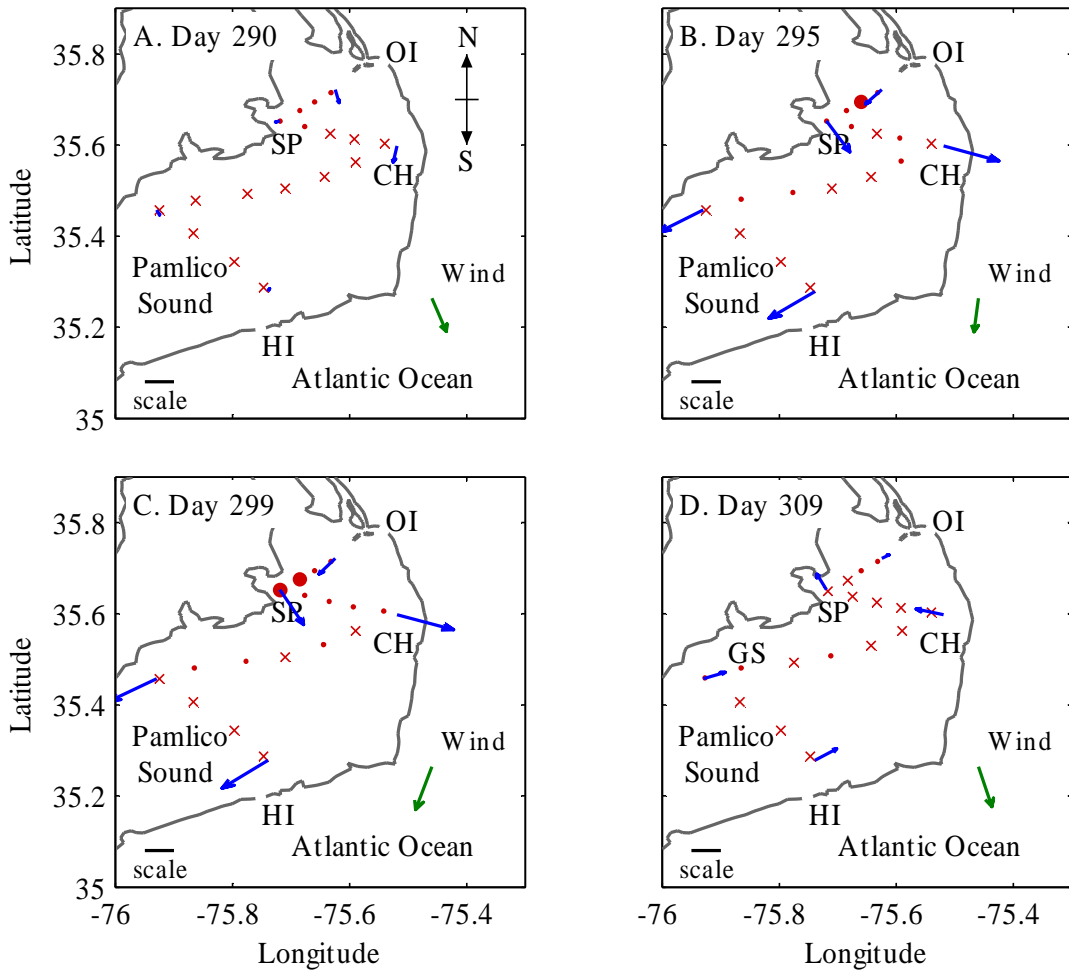 A. Day 290
OI
N
S
SP
CH
Pamlico
Sound
Wind
HI
Atlantic Ocean
scale
Latitude
35.8
35.6
35.4
35.2
35
B. Day 295
OI
SP
CH
Pamlico
Sound
Wind
HI
Atlantic Ocean
scale
C. Day 299
OI
SP
CH
Pamlico
Sound
Wind
HI
Atlantic Ocean
scale
Latitude
35.8
35.6
35.4
35.2
35
-76
-75.8
-75.6
-75.4
Longitude
D. Day 309
OI
SP
CH
GS
Pamlico
Sound
Wind
HI
Atlantic Ocean
scale
-76
-75.8
-75.6
-75.4
Longitude